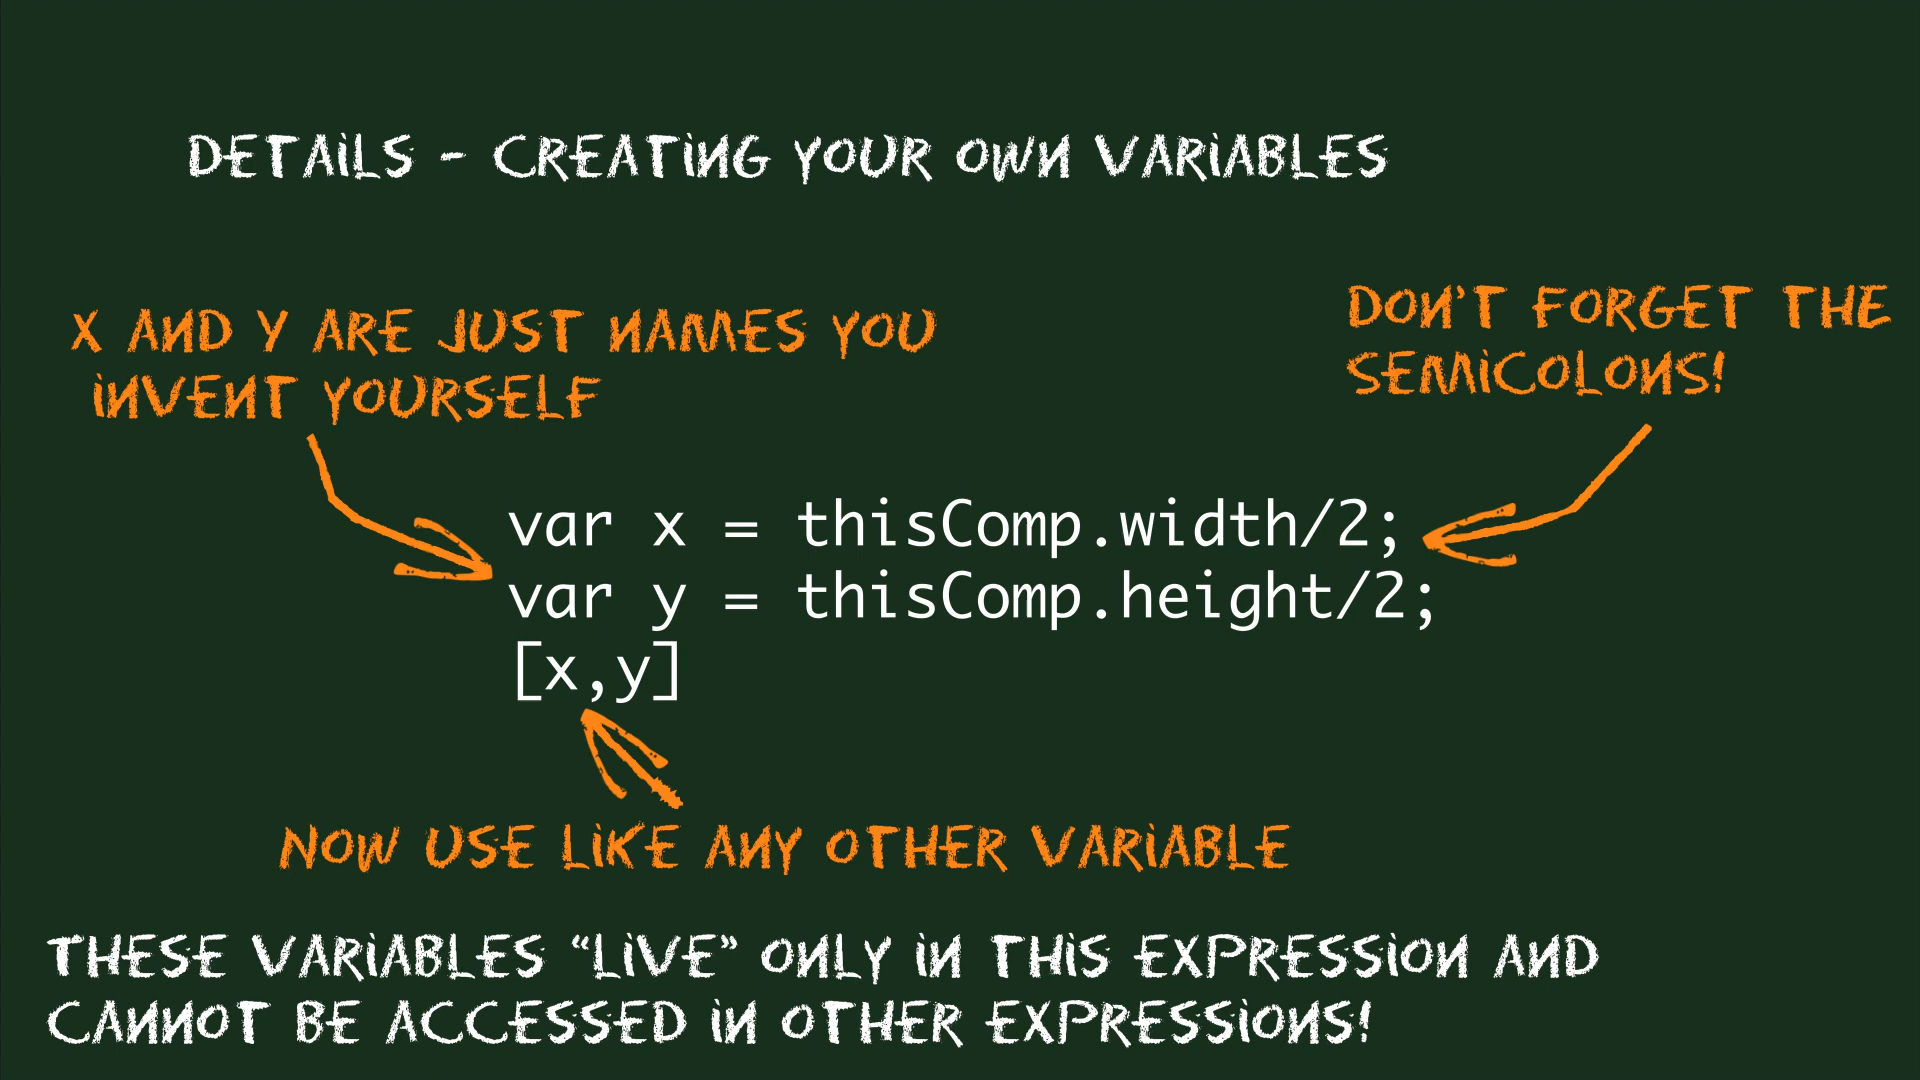 DETAILS - CREATING YOUR OWN VARIABLES
X AND Y ARE JUST NAMES YOU
INVENT YOURSELF
DON'T FORGET THE
SEMICOLONS!
var x = thisComp.width/2;
var y = thisComp.height/2;
[x,y]
NOW USE LIKE ANY OTHER VARIABLE
THESE VARIABLES “LIVE” ONLY IN THIS EXPRESSION AND
CANNOT BE ACCESSED IN OTHER EXPRESSIONS!